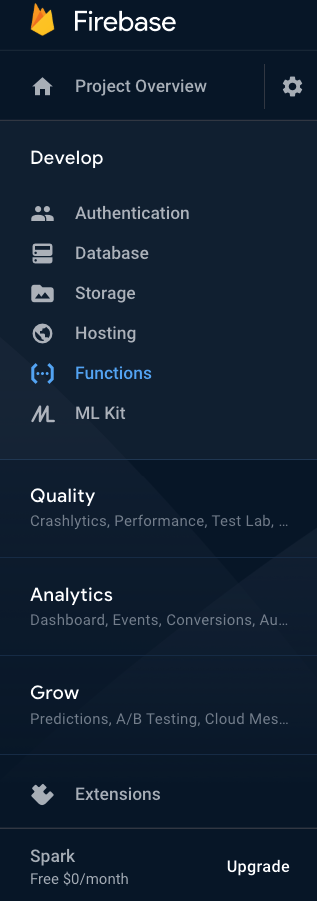 Firebase
Project Overview
Develop
Authentication
Database
Storage
Hosting
Functions
ML Kit
Quality
Crashlytics, Performance, Test Lab, ...
Analytics
Dashboard, Events, Conversions, Au...
Grow
Predictions, A/B Testing, Cloud Mes...
Extensions
Spark
Free $0/month
Upgrade